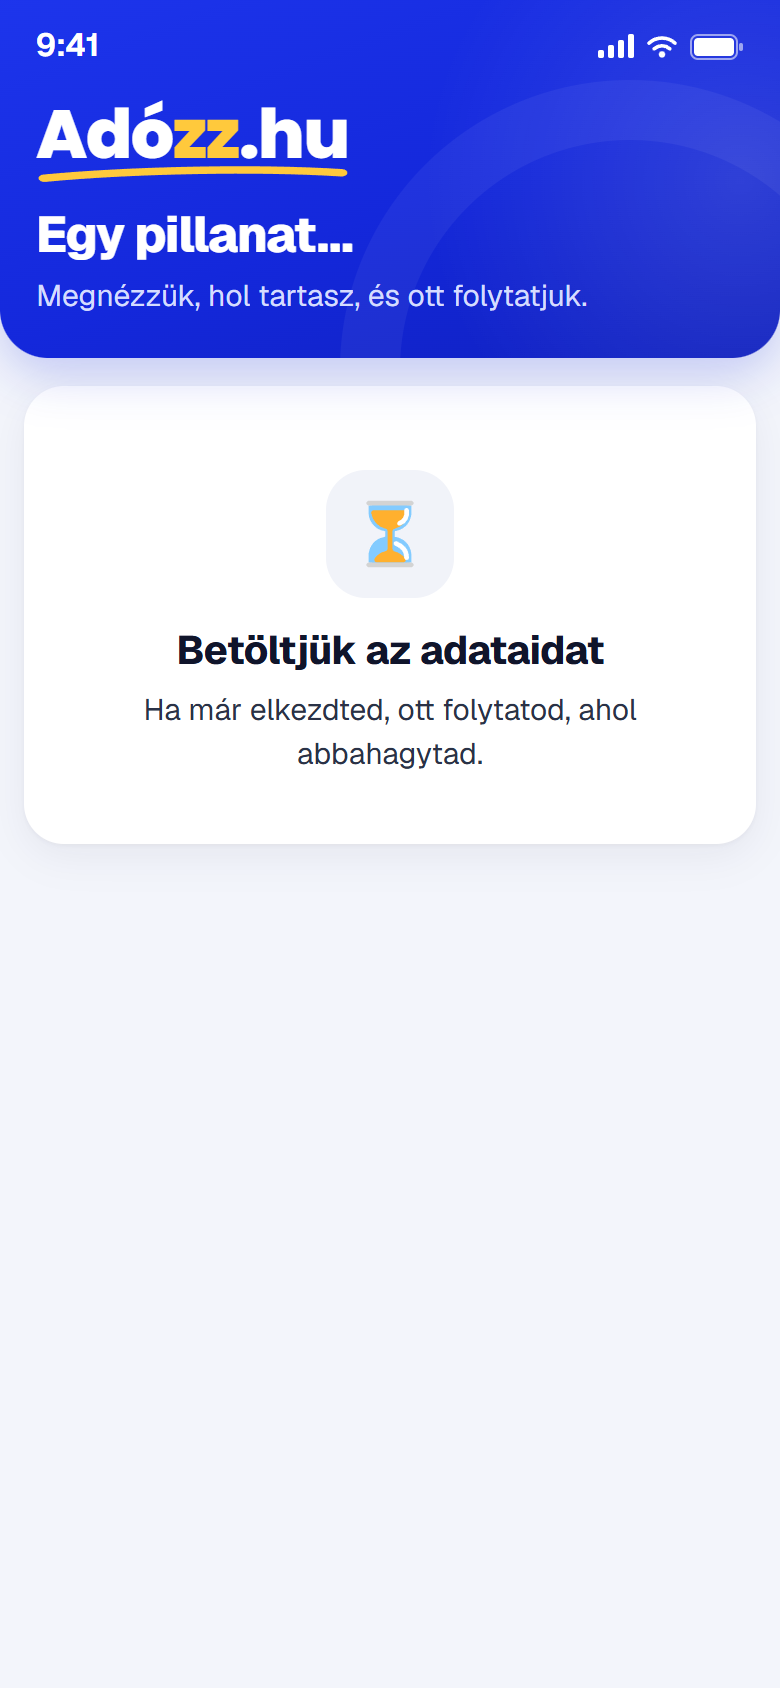 9:41
Adózz.hu
Egy pillanat...
Megnézzük, hol tartasz, és ott folytatjuk.
Betöltjük az adataidat
Ha már elkezdted, ott folytatod, ahol
abbahagytad.